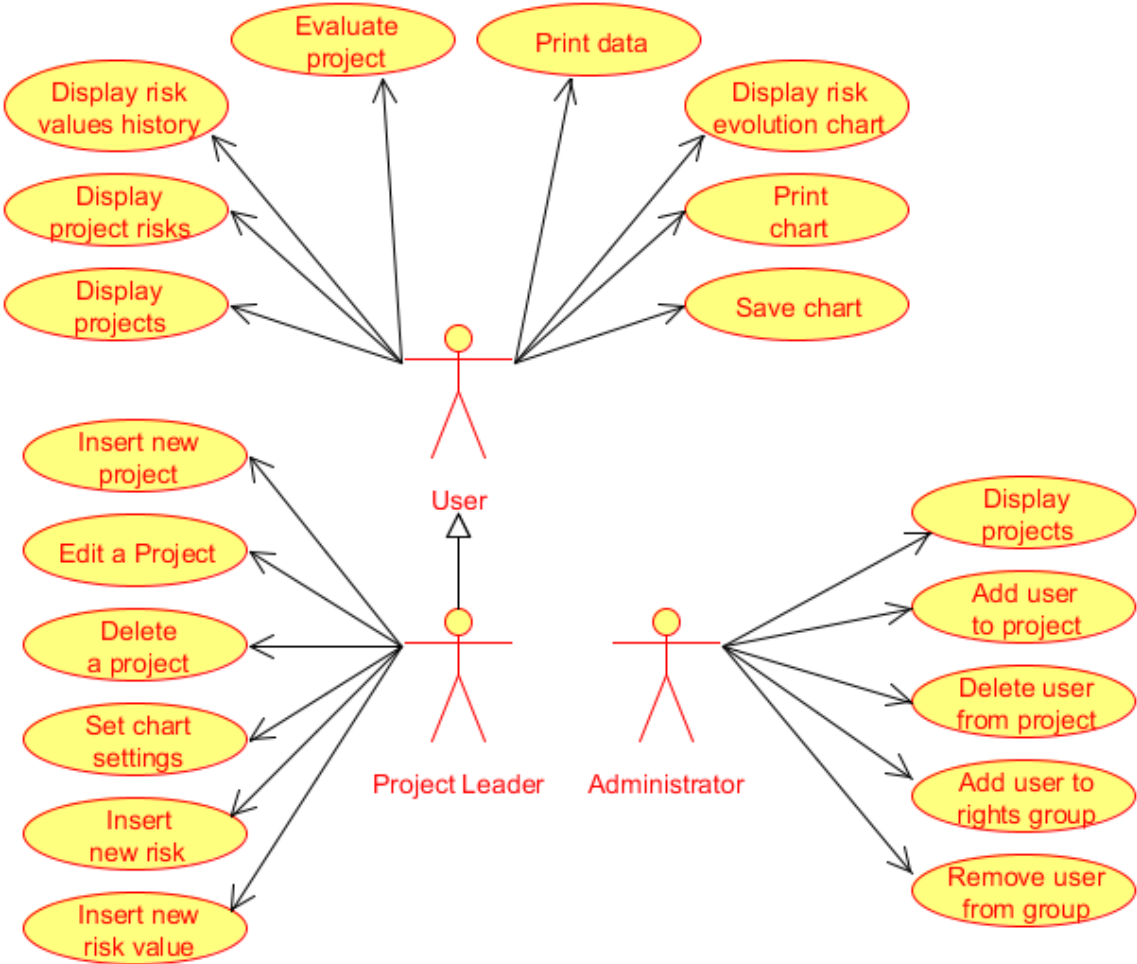 Evaluate
project
Print data
Display risk
values history
Display risk
evolution chart
Display
project risks
Print
chart
Display
projects
Save chart
User
Insert new
project
Edit a Project
Delete
a project
Set chart
settings
Insert
new risk
Insert new
risk value
Project Leader
Administrator
Display
projects
Add user
to project
Delete user
from project
Add user to
rights group
Remove user
from group